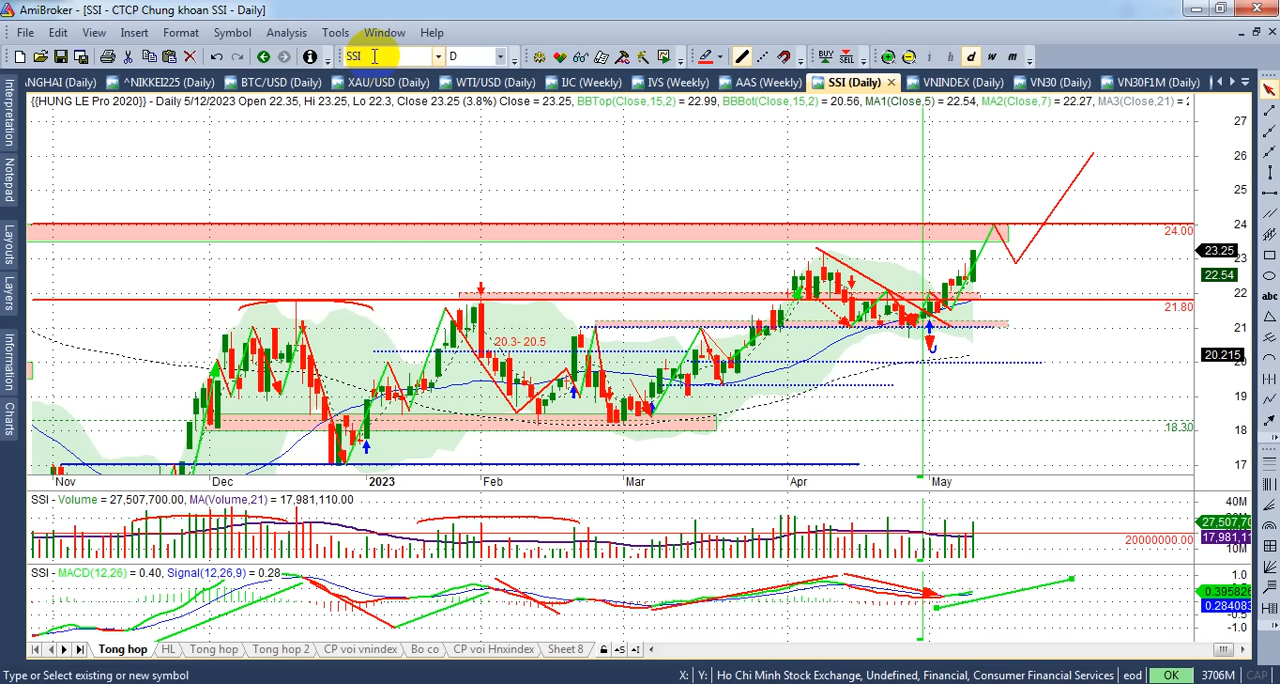 AmiBroker - [SSI - CTCP Chung khoan SSI - Daily]
File Edit View Insert Format Symbol Analysis Tools Window Help
SSI D BUY SELL i h d w m
NGHAI (Daily) ^NIKKEI225 (Daily) BTC/USD (Daily) XAU/USD (Daily) WTI/USD (Daily) IJC (Weekly) IVS (Weekly) AAS (Weekly) SSI (Daily) VNINDEX (Daily) VN30 (Daily) VN30F1M (Daily)
{{HUNG LE Pro 2020}} - Daily 5/12/2023 Open 22.35, Hi 23.25, Lo 22.3, Close 23.25 (3.8%) Close = 23.25, BBTop(Close,15,2) = 22.99, BBBot(Close,15,2) = 20.56, MA1(Close,5) = 22.54, MA2(Close,7) = 22.27, MA3(Close,21) = 2
Interpretation
Notepad
Layouts
Layers
Information
Charts
abc
27
26
25
24
24.00
23.25
23
22.54
22
21.80
21
20.3- 20.5
20.215
19
18.30
18
17
Nov Dec 2023 Feb Mar Apr May
SSI - Volume = 27,507,700.00, MA(Volume,21) = 17,981,110.00
40M
27,507,70
20000000.00
17,981,11
10M
SSI - MACD(12,26) = 0.40, Signal(12,26,9) = 0.28
1.0
0.395826
0.284083
-0.5
-1.0
Tong hop HL Tong hop Tong hop 2 CP voi vnindex Bo co CP voi Hnxindex Sheet 8
Type or Select existing or new symbol X: Y: Ho Chi Minh Stock Exchange, Undefined, Financial, Consumer Financial Services eod OK 3706M CAP